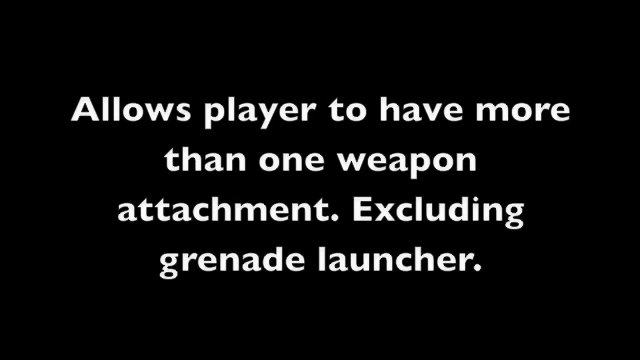 Allows player to have more
than one weapon
attachment. Excluding
grenade launcher.